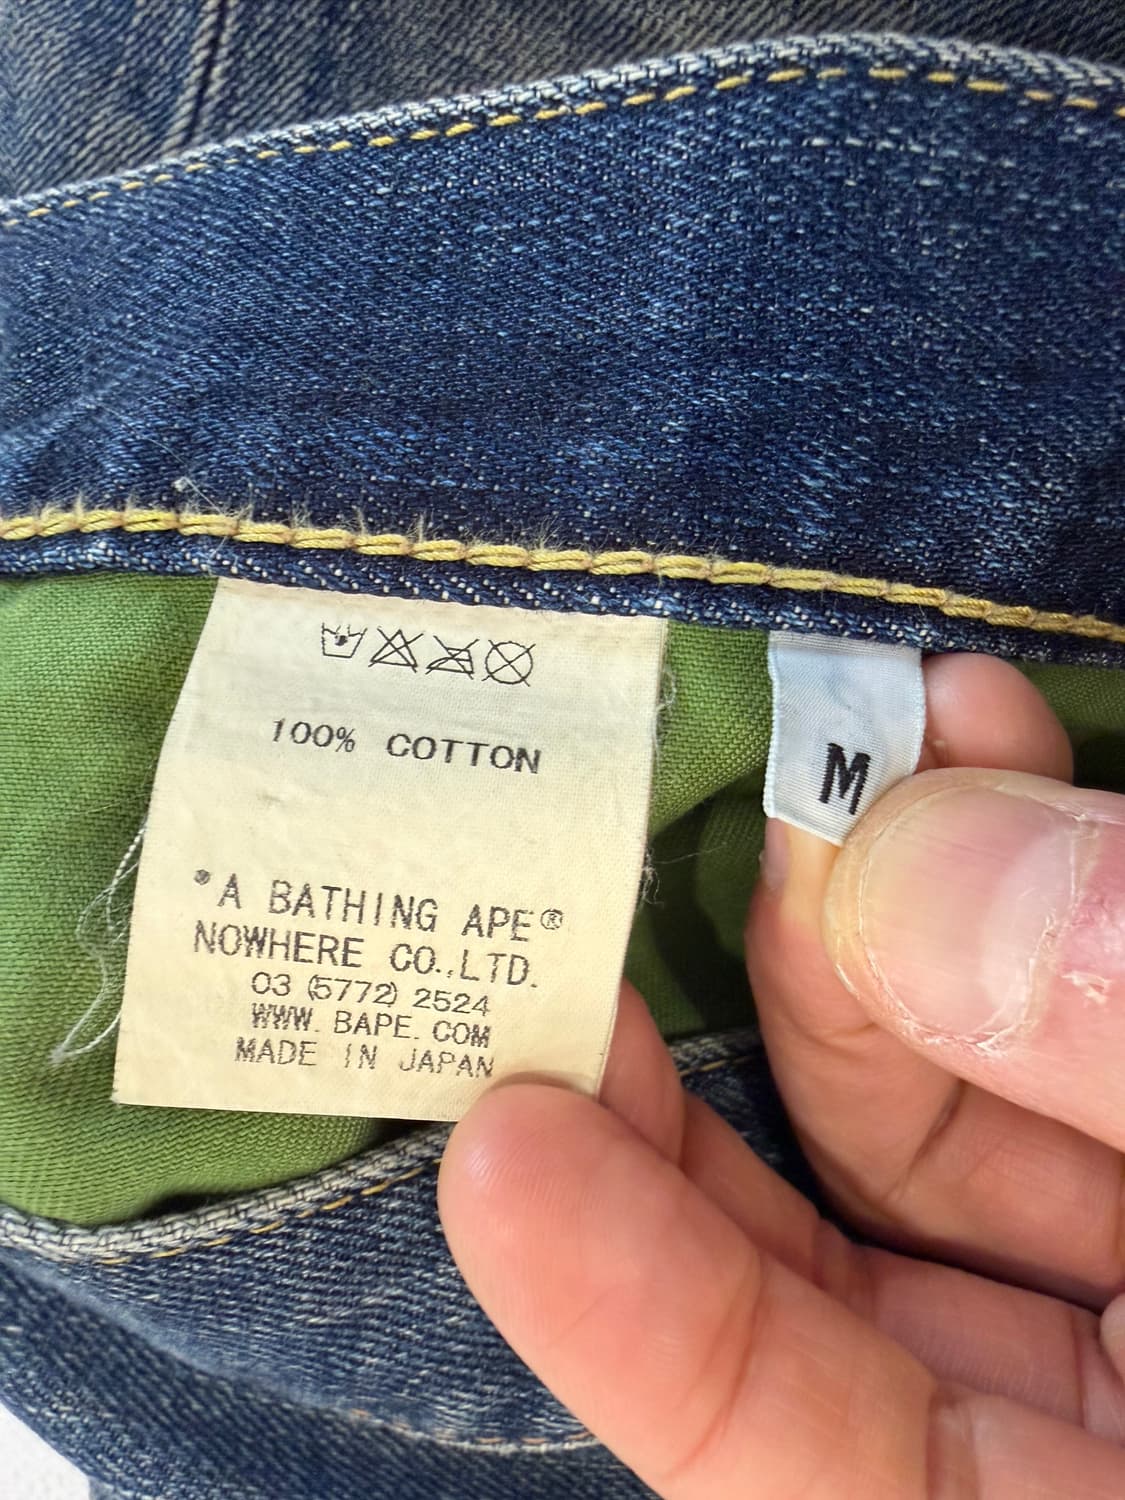 100% COTTON
*A BATHING APE®
NOWHERE CO.,LTD.
03 (5772) 2524
WWW. BAPE. COM
MADE IN JAPAN
M